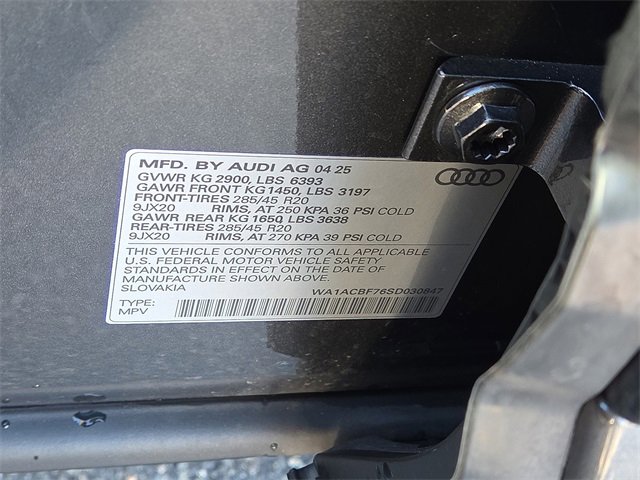 MFD. BY AUDI AG 04 25
GVWR KG 2900, LBS 6393
GAWR FRONT KG1450, LBS 3197
FRONT-TIRES 285/45 R20
9JX20 RIMS, AT 250 KPA 36 PSI COLD
GAWR REAR KG 1650, LBS 3638
REAR-TIRES 285/45 R20
9JX20 RIMS, AT 270 KPA 39 PSI COLD
THIS VEHICLE CONFORMS TO ALL APPLICABLE
U.S. FEDERAL MOTOR VEHICLE SAFETY
STANDARDS IN EFFECT ON THE DATE OF
MANUFACTURE SHOWN ABOVE.
SLOVAKIA WA1ACBF76SD030847
TYPE:
MPV